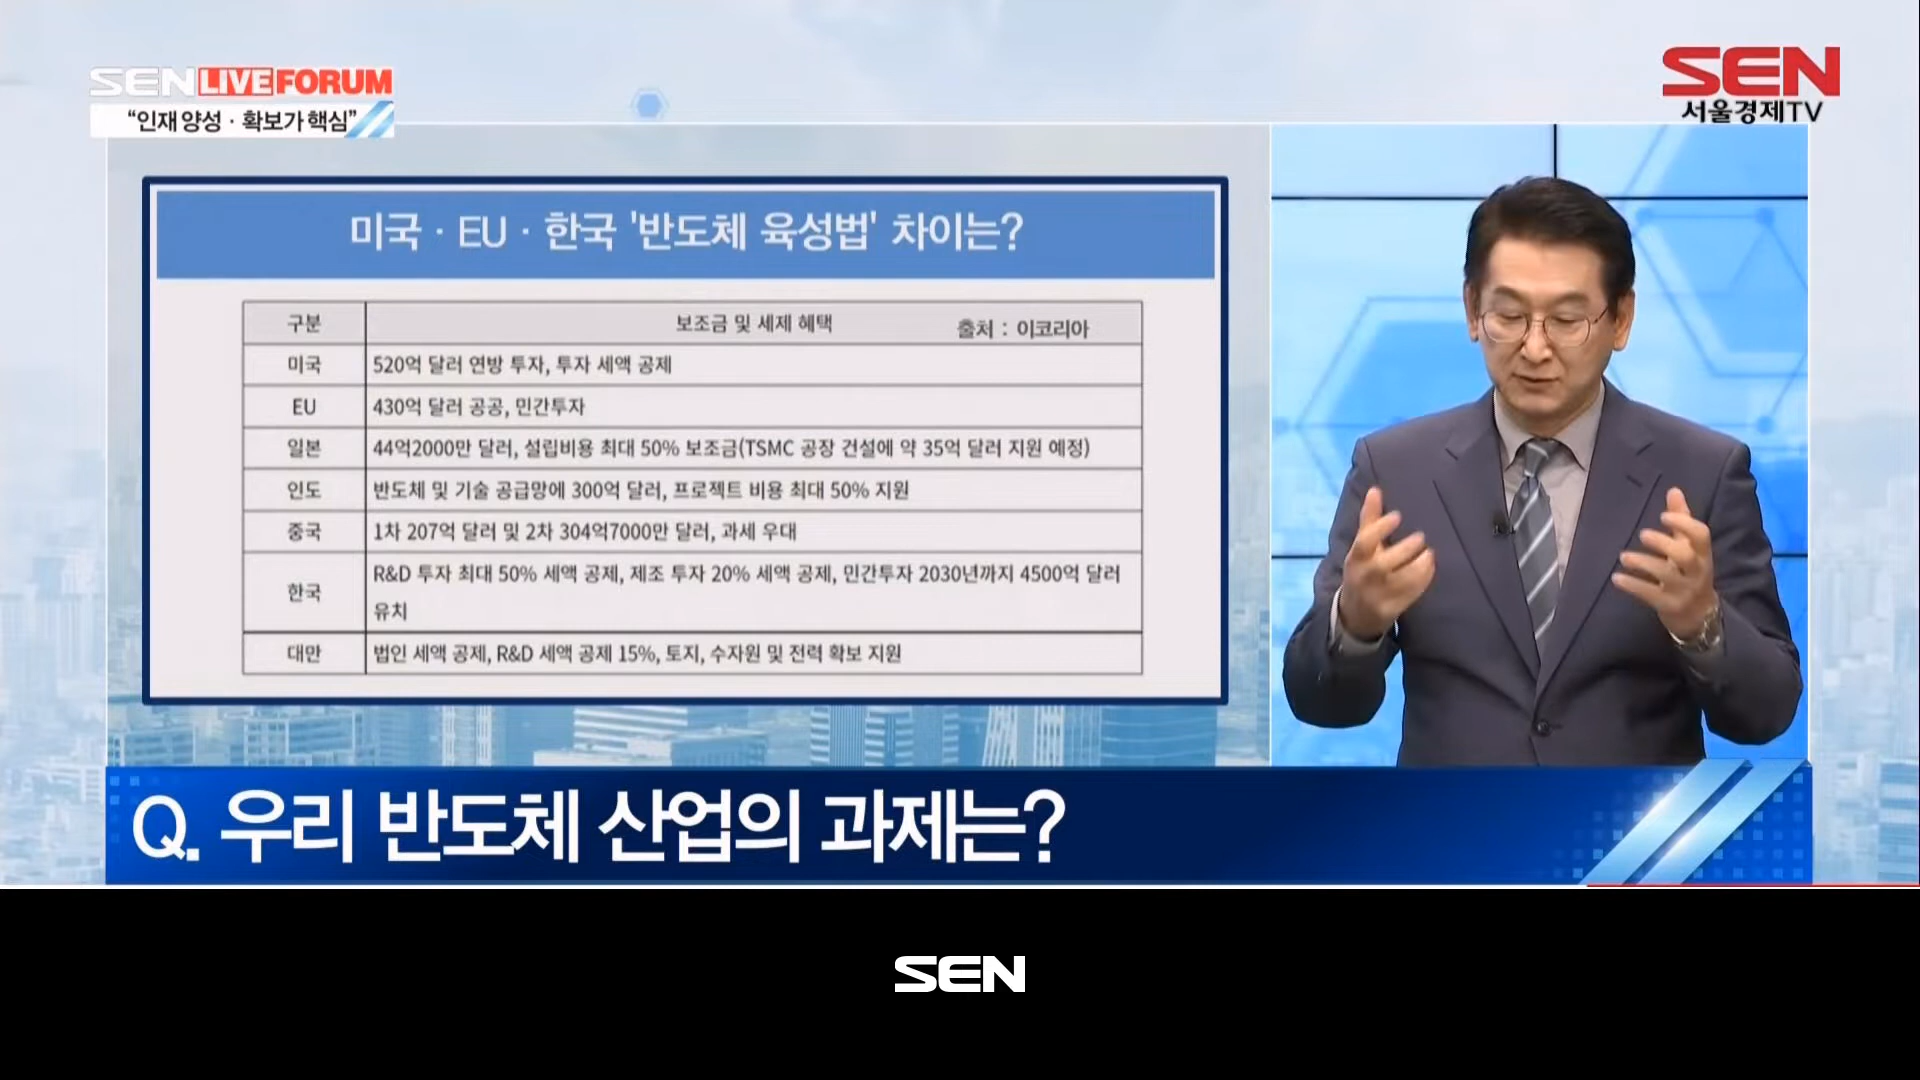 SEN LIVE FORUM
“인재 양성 · 확보가 핵심”
SEN
서울경제TV
미국 · EU · 한국 '반도체 육성법' 차이는?
구분 보조금 및 세제 혜택 출처 : 이코리아
미국 520억 달러 연방 투자, 투자 세액 공제
EU 430억 달러 공공, 민간투자
일본 44억2000만 달러, 설립비용 최대 50% 보조금(TSMC 공장 건설에 약 35억 달러 지원 예정)
인도 반도체 및 기술 공급망에 300억 달러, 프로젝트 비용 최대 50% 지원
중국 1차 207억 달러 및 2차 304억7000만 달러, 과세 우대
한국 R&D 투자 최대 50% 세액 공제, 제조 투자 20% 세액 공제, 민간투자 2030년까지 4500억 달러
유치
대만 법인 세액 공제, R&D 세액 공제 15%, 토지, 수자원 및 전력 확보 지원
Q. 우리 반도체 산업의 과제는?
SEN